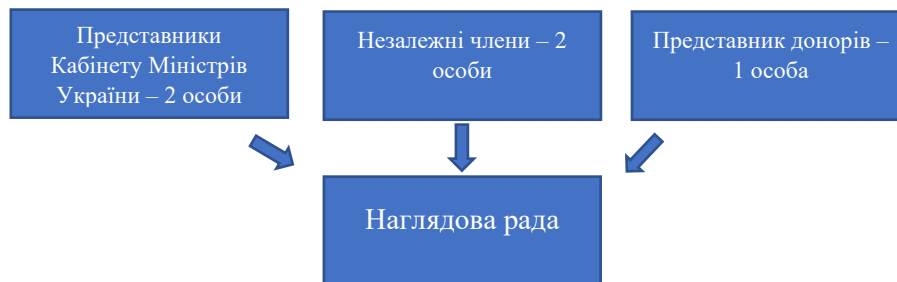 Представники
Кабінету Міністрів
України – 2 особи
Незалежні члени – 2
особи
Представник донорів –
1 особа
Наглядова рада